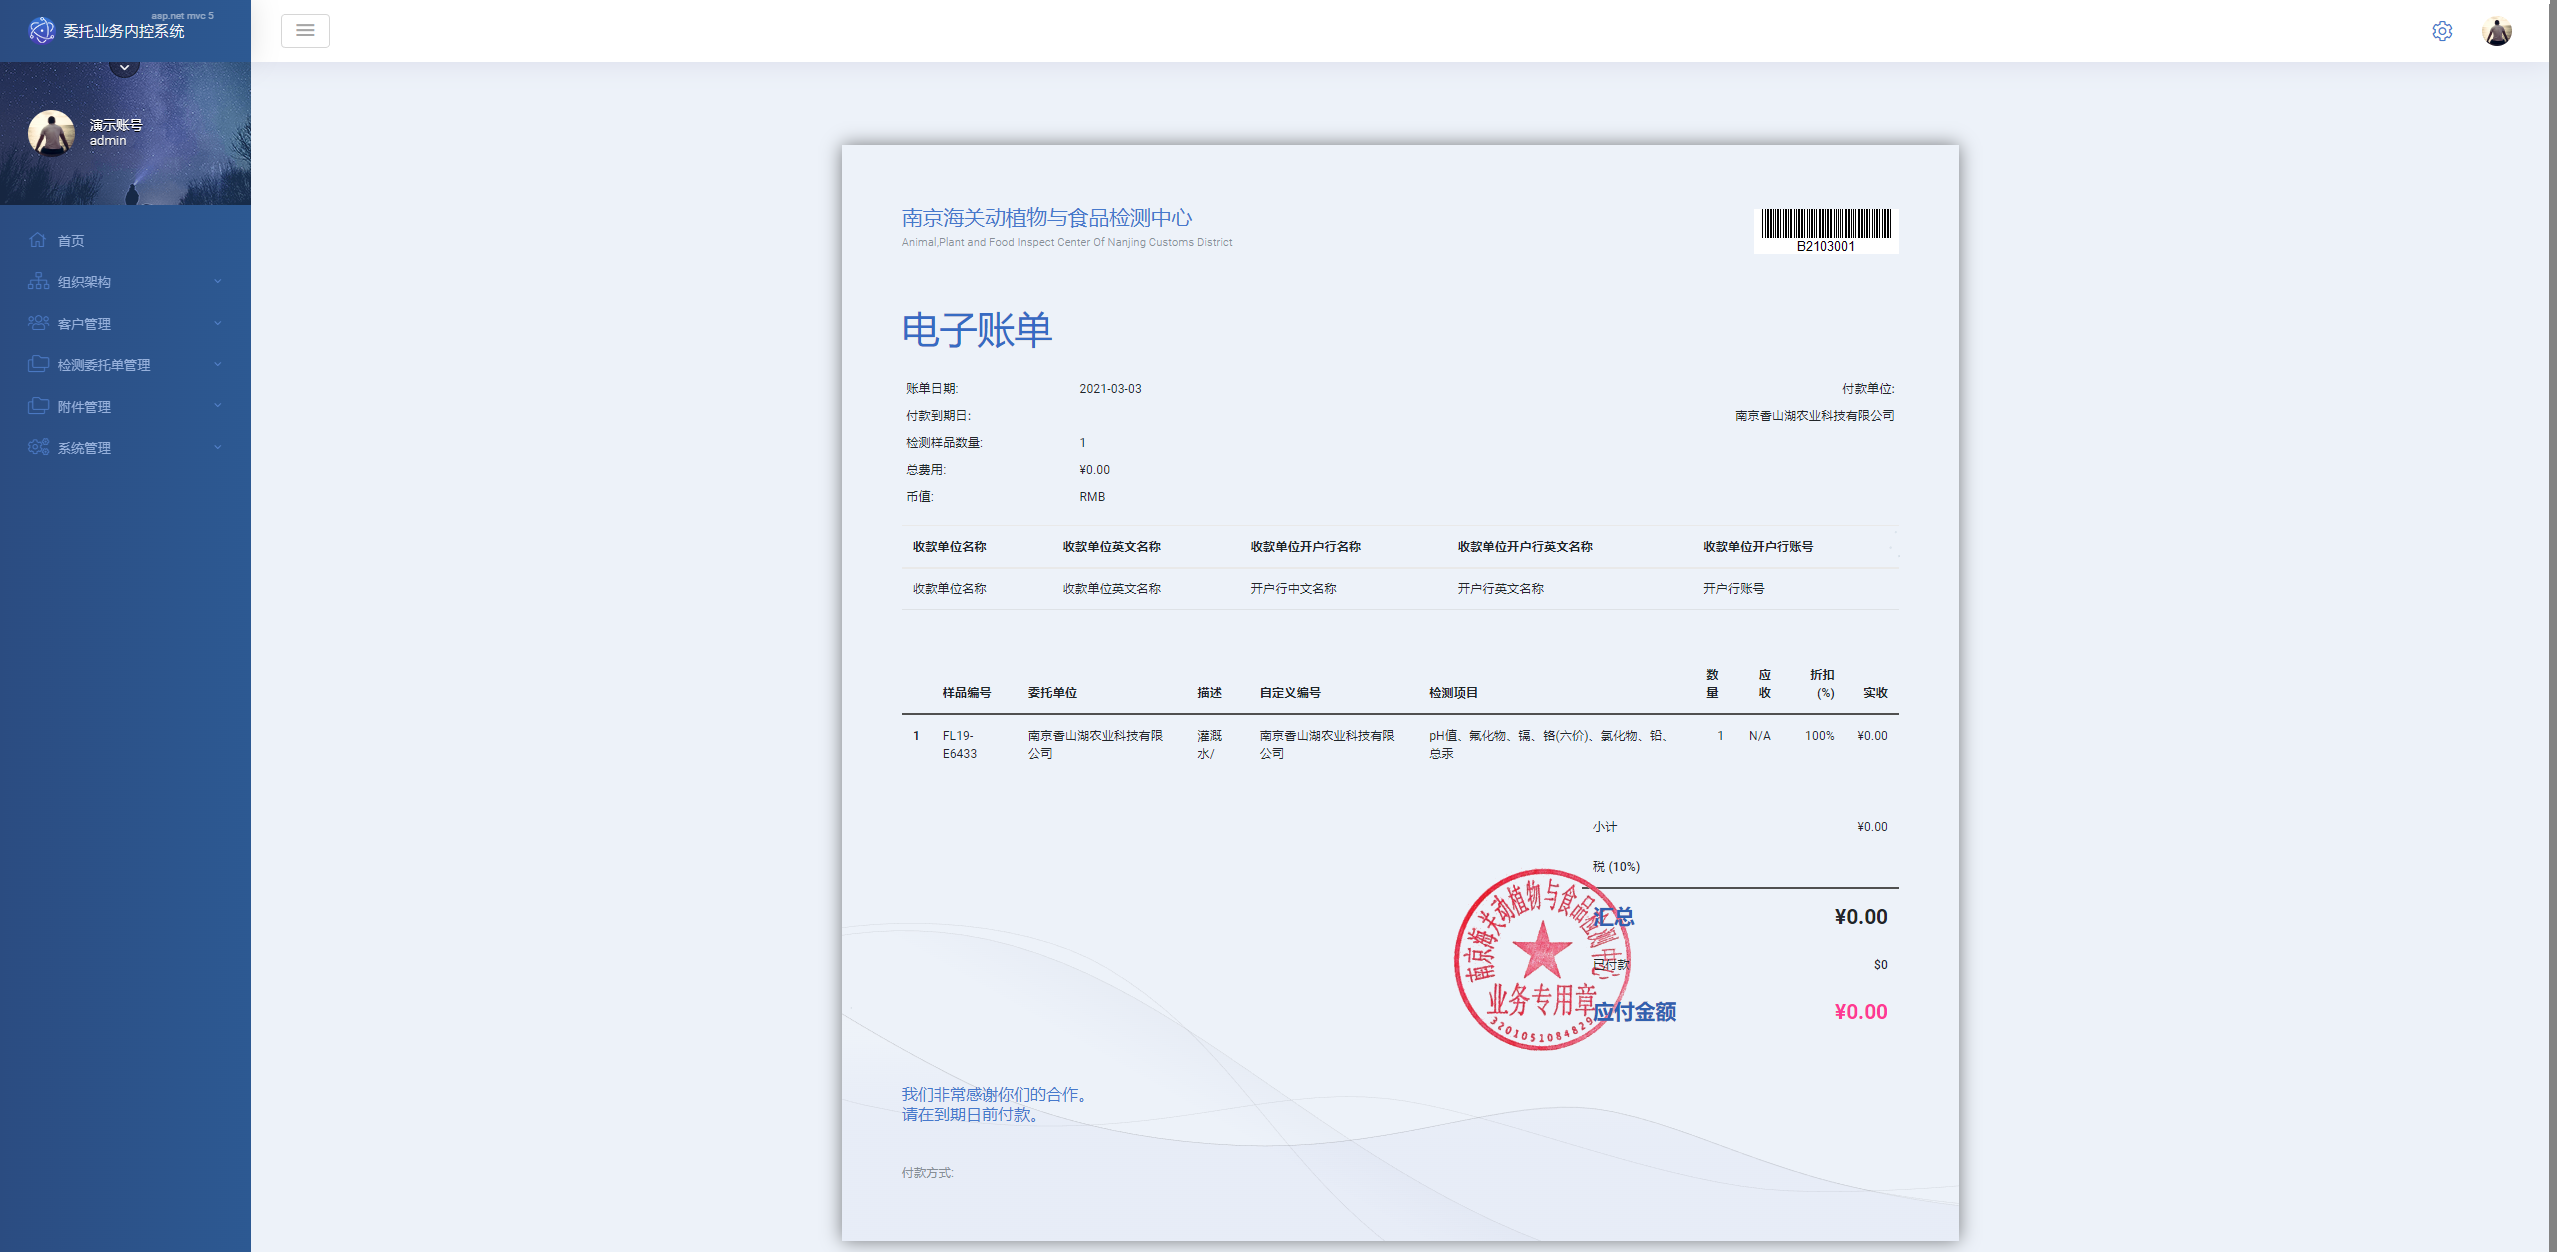 asp.net mvc 5
委托业务内控系统
演示账号
admin
首页
组织架构
客户管理
检测委托单管理
附件管理
系统管理
南京海关动植物与食品检测中心
Animal,Plant and Food Inspect Center Of Nanjing Customs District
B2103001
电子账单
账单日期: 2021-03-03 付款单位:
付款到期日: 南京香山湖农业科技有限公司
检测样品数量: 1
总费用: ¥0.00
币值: RMB
收款单位名称 收款单位英文名称 收款单位开户行名称 收款单位开户行英文名称 收款单位开户行账号
收款单位名称 收款单位英文名称 开户行中文名称 开户行英文名称 开户行账号
数 应 折扣
样品编号 委托单位 描述 自定义编号 检测项目 量 收 (%) 实收
1 FL19- 南京香山湖农业科技有限 灌溉 南京香山湖农业科技有限 pH值、氟化物、镉、铬(六价)、氯化物、铅、 1 N/A 100% ¥0.00
E6433 公司 水/ 公司 总汞
小计 ¥0.00
税 (10%)
汇总 ¥0.00
已付款 $0
应付金额 ¥0.00
南京海关动植物与食品检测中心
业务专用章
3201051084829
我们非常感谢你们的合作。
请在到期日前付款。
付款方式: